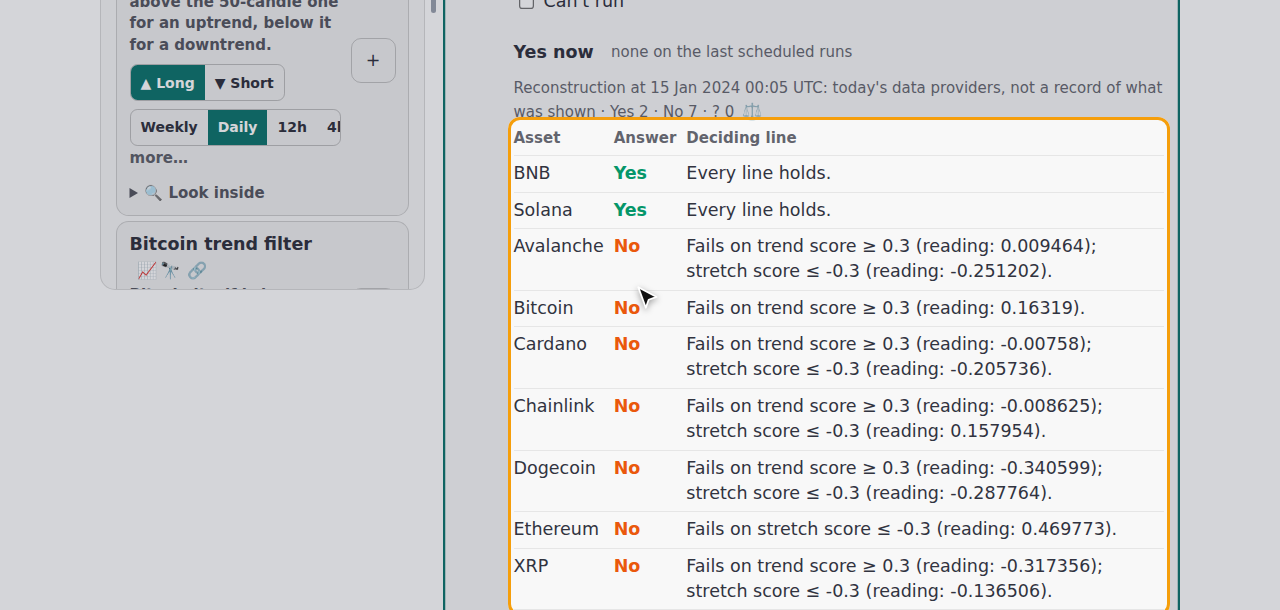 above the 50-candle one
for an uptrend, below it
for a downtrend.
+
▲ Long ▼ Short
Weekly Daily 12h
more…
▶ 🔍 Look inside
Bitcoin trend filter
📈 🔭 🔗
Can't run
Yes now none on the last scheduled runs
Reconstruction at 15 Jan 2024 00:05 UTC: today's data providers, not a record of what
was shown · Yes 2 · No 7 · ? 0 ⚖️
Asset Answer Deciding line
BNB Yes Every line holds.
Solana Yes Every line holds.
Avalanche No Fails on trend score ≥ 0.3 (reading: 0.009464);
stretch score ≤ -0.3 (reading: -0.251202).
Bitcoin No Fails on trend score ≥ 0.3 (reading: 0.16319).
Cardano No Fails on trend score ≥ 0.3 (reading: -0.00758);
stretch score ≤ -0.3 (reading: -0.205736).
Chainlink No Fails on trend score ≥ 0.3 (reading: -0.008625);
stretch score ≤ -0.3 (reading: 0.157954).
Dogecoin No Fails on trend score ≥ 0.3 (reading: -0.340599);
stretch score ≤ -0.3 (reading: -0.287764).
Ethereum No Fails on stretch score ≤ -0.3 (reading: 0.469773).
XRP No Fails on trend score ≥ 0.3 (reading: -0.317356);
stretch score ≤ -0.3 (reading: -0.136506).